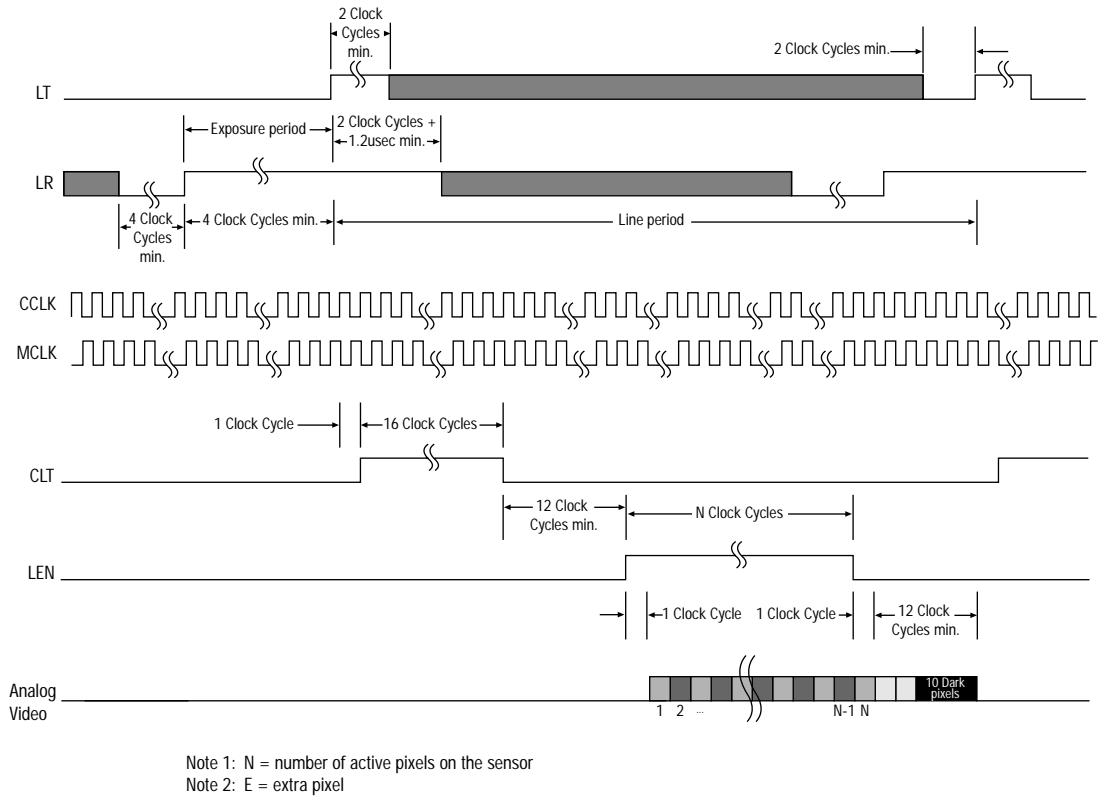 2 Clock
Cycles
min.
2 Clock Cycles min.
LT
Exposure period
2 Clock Cycles +
1.2usec min.
LR
4 Clock
Cycles
min.
4 Clock Cycles min.
Line period
CCLK
MCLK
1 Clock Cycle
16 Clock Cycles
CLT
12 Clock
Cycles min.
N Clock Cycles
LEN
1 Clock Cycle
1 Clock Cycle
12 Clock
Cycles min.
Analog
Video
10 Dark
pixels
1 2 ... N-1 N
Note 1: N = number of active pixels on the sensor
Note 2: E = extra pixel